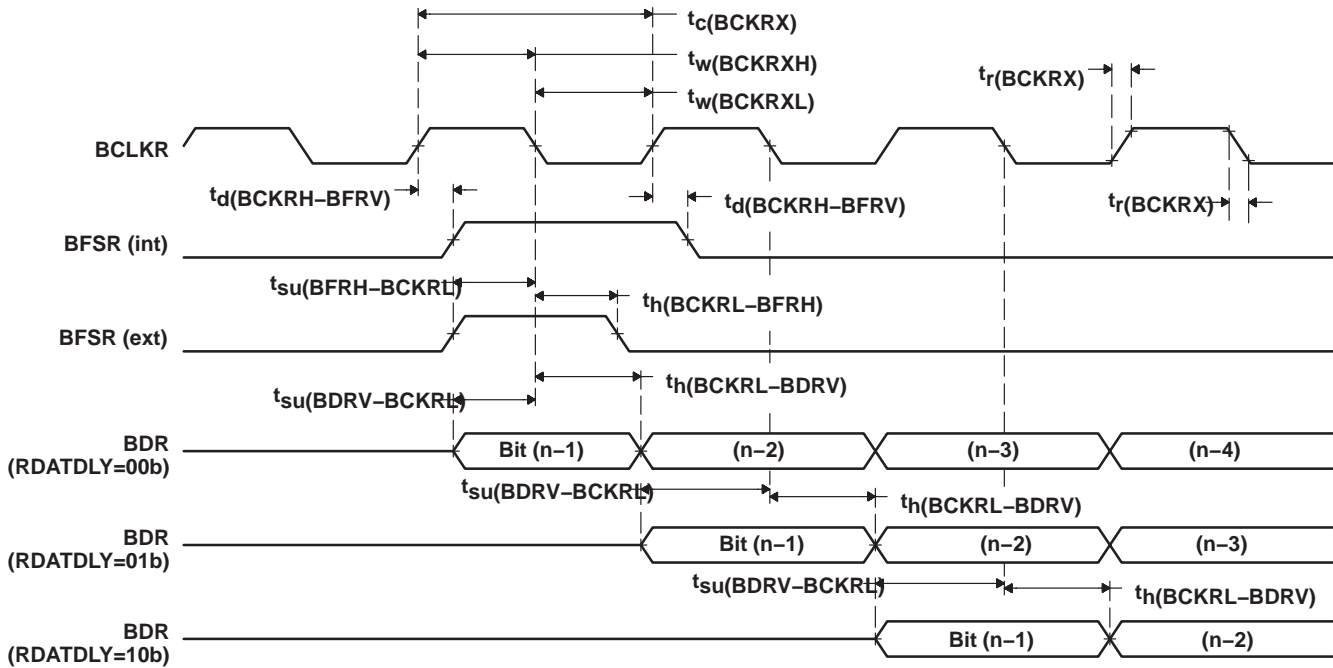 tc(BCKRX)
tw(BCKRXH)
tr(BCKRX)
tw(BCKRXL)
BCLKR
td(BCKRH–BFRV)
td(BCKRH–BFRV)
tr(BCKRX)
BFSR (int)
tsu(BFRH–BCKRL)
th(BCKRL–BFRH)
BFSR (ext)
th(BCKRL–BDRV)
tsu(BDRV–BCKRL)
BDR
(RDATDLY=00b)
Bit (n–1)
(n–2)
(n–3)
(n–4)
tsu(BDRV–BCKRL)
th(BCKRL–BDRV)
BDR
(RDATDLY=01b)
Bit (n–1)
(n–2)
(n–3)
tsu(BDRV–BCKRL)
th(BCKRL–BDRV)
BDR
(RDATDLY=10b)
Bit (n–1)
(n–2)